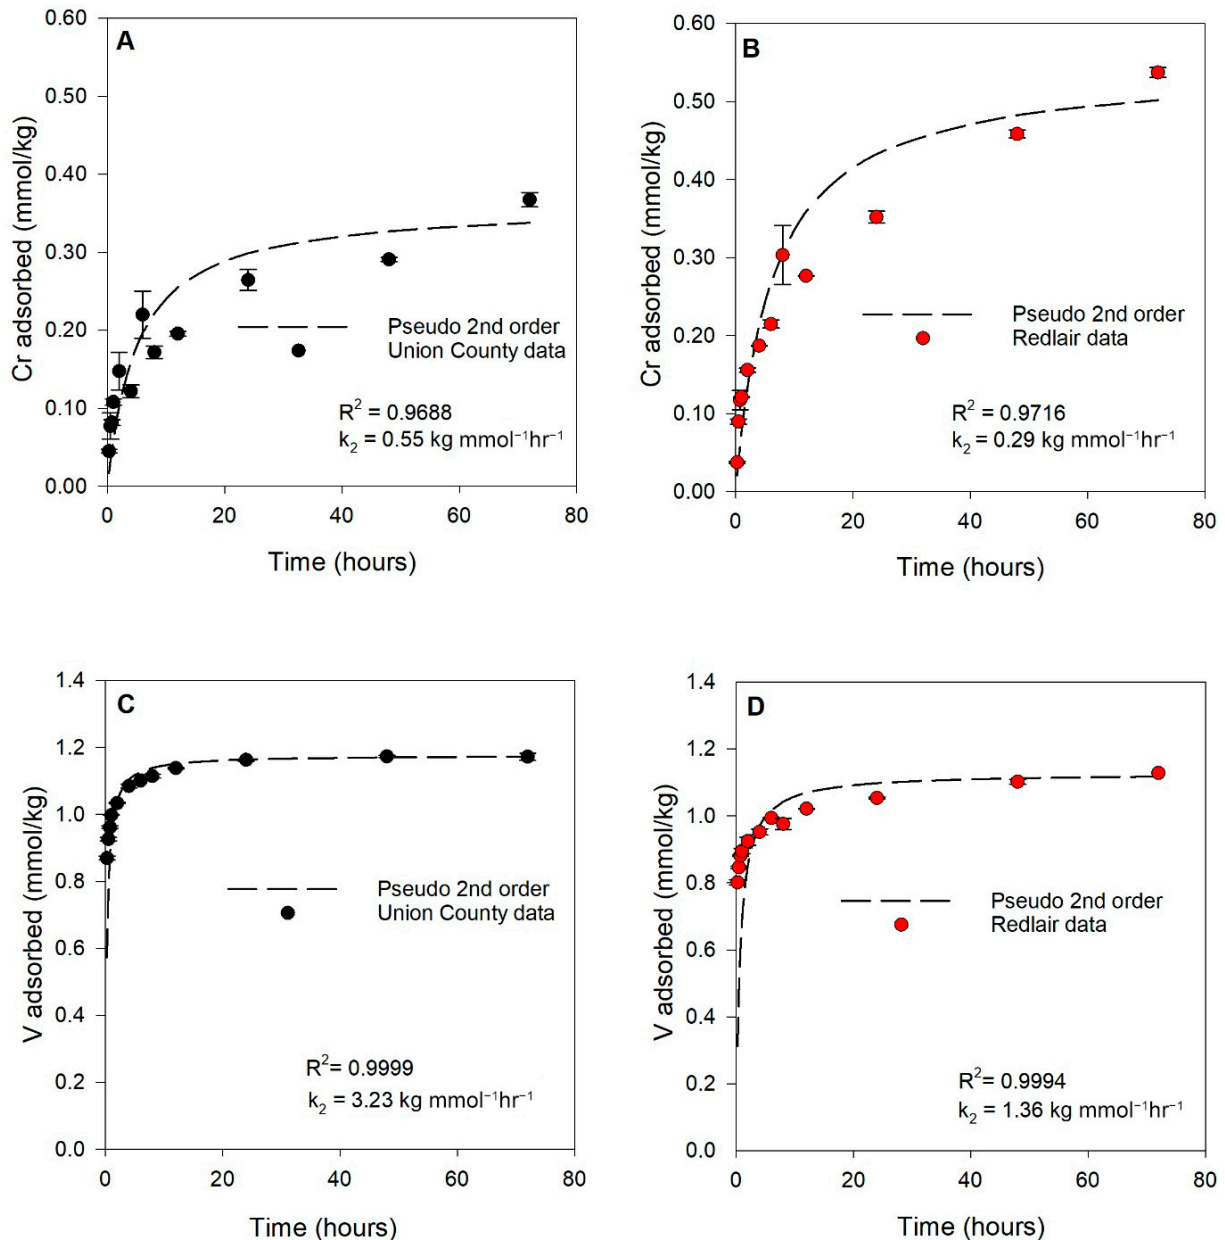 A
0.60
0.50
0.40
0.30
0.20
0.10
0.00
Cr adsorbed (mmol/kg)
Pseudo 2nd order
Union County data
R² = 0.9688
k₂ = 0.55 kg mmol⁻¹hr⁻¹
0 20 40 60 80
Time (hours)
B
0.60
0.50
0.40
0.30
0.20
0.10
0.00
Cr adsorbed (mmol/kg)
Pseudo 2nd order
Redlair data
R² = 0.9716
k₂ = 0.29 kg mmol⁻¹hr⁻¹
0 20 40 60 80
Time (hours)
C
1.4
1.2
1.0
0.8
0.6
0.4
0.2
0.0
V adsorbed (mmol/kg)
Pseudo 2nd order
Union County data
R²= 0.9999
k₂ = 3.23 kg mmol⁻¹hr⁻¹
0 20 40 60 80
Time (hours)
D
1.4
1.2
1.0
0.8
0.6
0.4
0.2
0.0
V adsorbed (mmol/kg)
Pseudo 2nd order
Redlair data
R²= 0.9994
k₂ = 1.36 kg mmol⁻¹hr⁻¹
0 20 40 60 80
Time (hours)